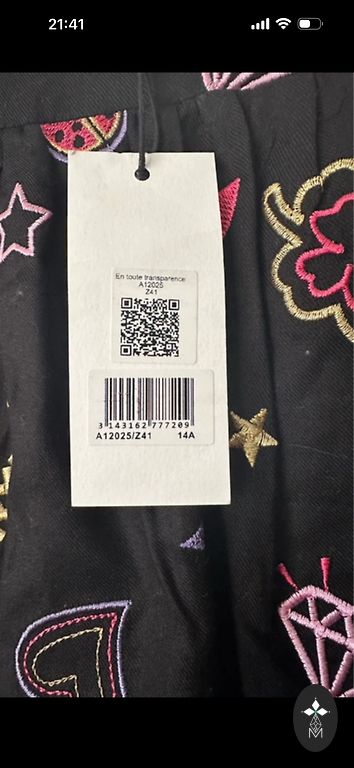 21:41
En toute transparence
A12025
Z41
3 143162 777209
A12025/Z41 14A
M